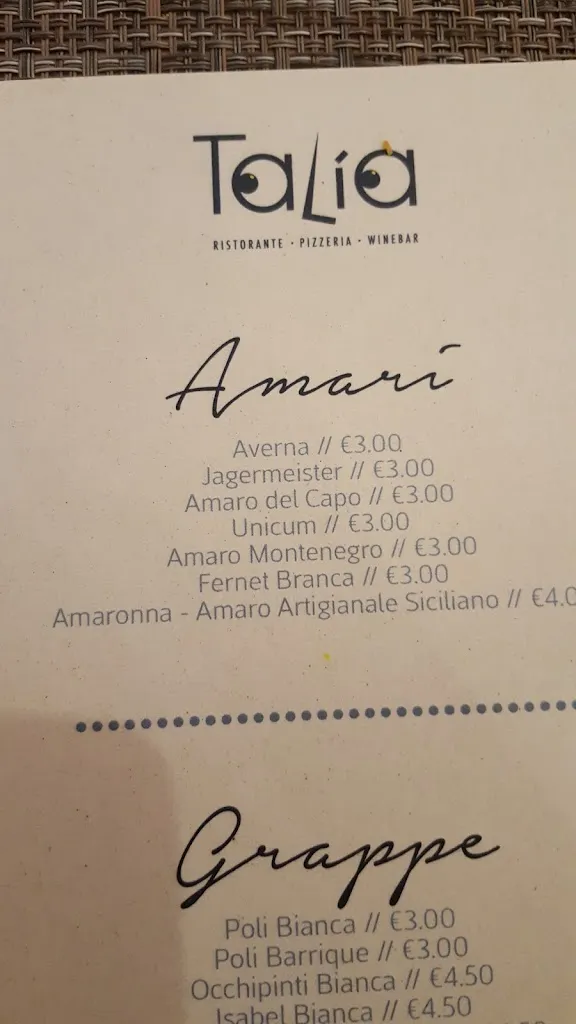 Talía
RISTORANTE · PIZZERIA · WINEBAR
Amari
Averna // €3.00
Jagermeister // €3.00
Amaro del Capo // €3.00
Unicum // €3.00
Amaro Montenegro // €3.00
Fernet Branca // €3.00
Amaronna - Amaro Artigianale Siciliano // €4.0
Grappe
Poli Bianca // €3.00
Poli Barrique // €3.00
Occhipinti Bianca // €4.50
Isabel Bianca // €4.50